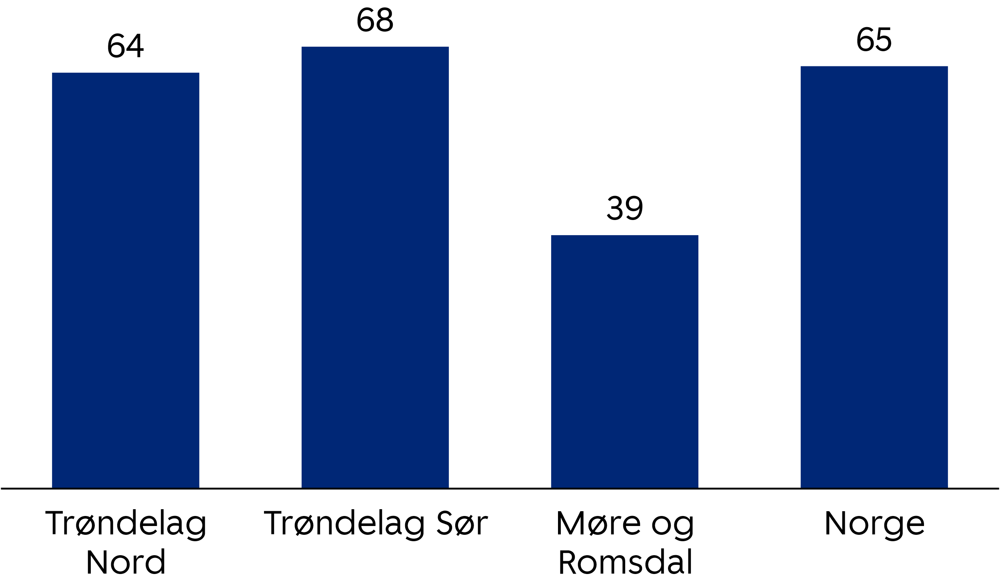 64
68
39
65
Trøndelag
Nord
Trøndelag Sør
Møre og
Romsdal
Norge